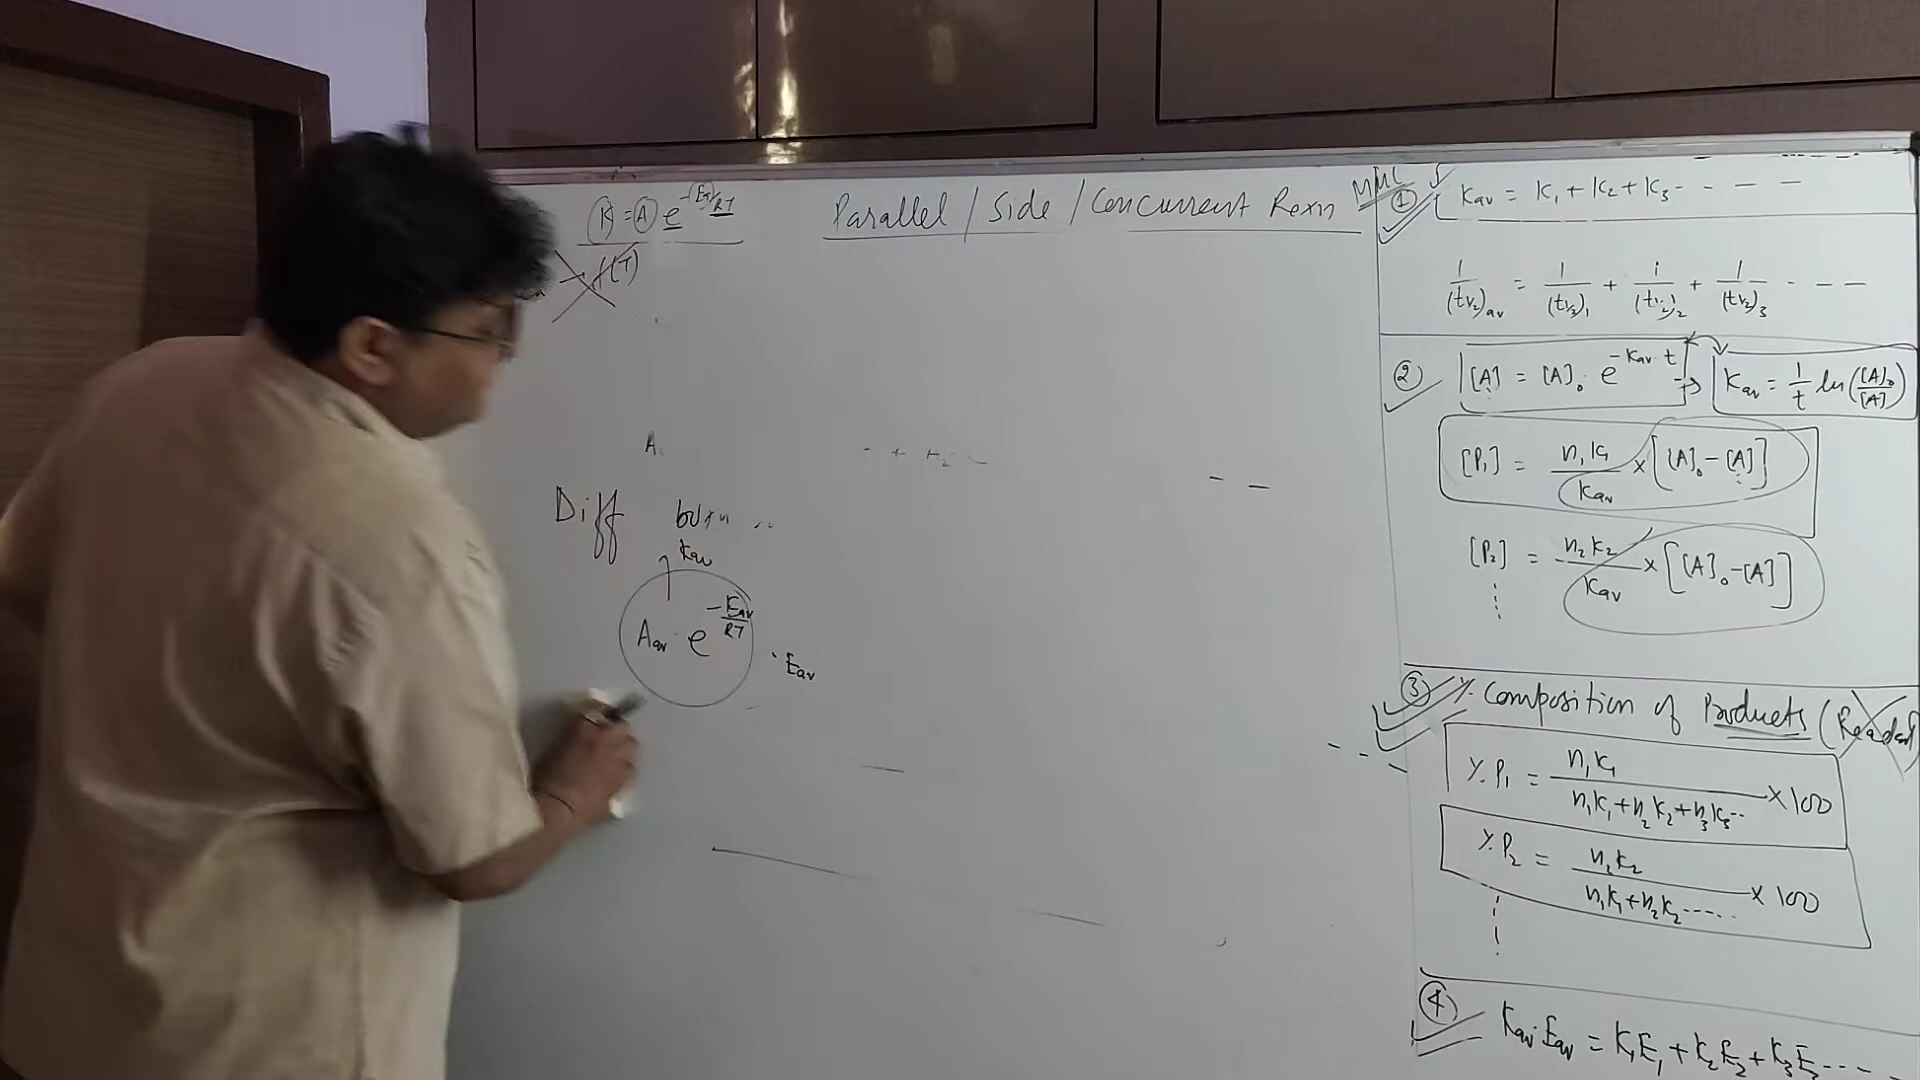 K = A e^(-Ea/RT)
f(T)
Parallel / Side / Concurrent Rexn
A
- + H2
Diff
Kav
Aav · e^(-Eav/RT) · Eav
MMC
① Kav = K1 + K2 + K3 - - - -
1/(t1/2)av = 1/(t1/2)1 + 1/(t1/2)2 + 1/(t1/2)3 - - - -
② [A] = [A]0 · e^(-Kav t) → Kav = 1/t ln([A]0/[A])
[P1] = n1K1/Kav × [[A]0 - [A]]
[P2] = n2K2/Kav × [[A]0 - [A]]
③ %. Composition of Products (
%.P1 = n1K1/(n1K1+n2K2+n3K3--) × 100
%.P2 = n2K2/(n1K1+n2K2-----) × 100
④ Kav·Eav = K1E1 + K2E2 + K3E3 - - - -